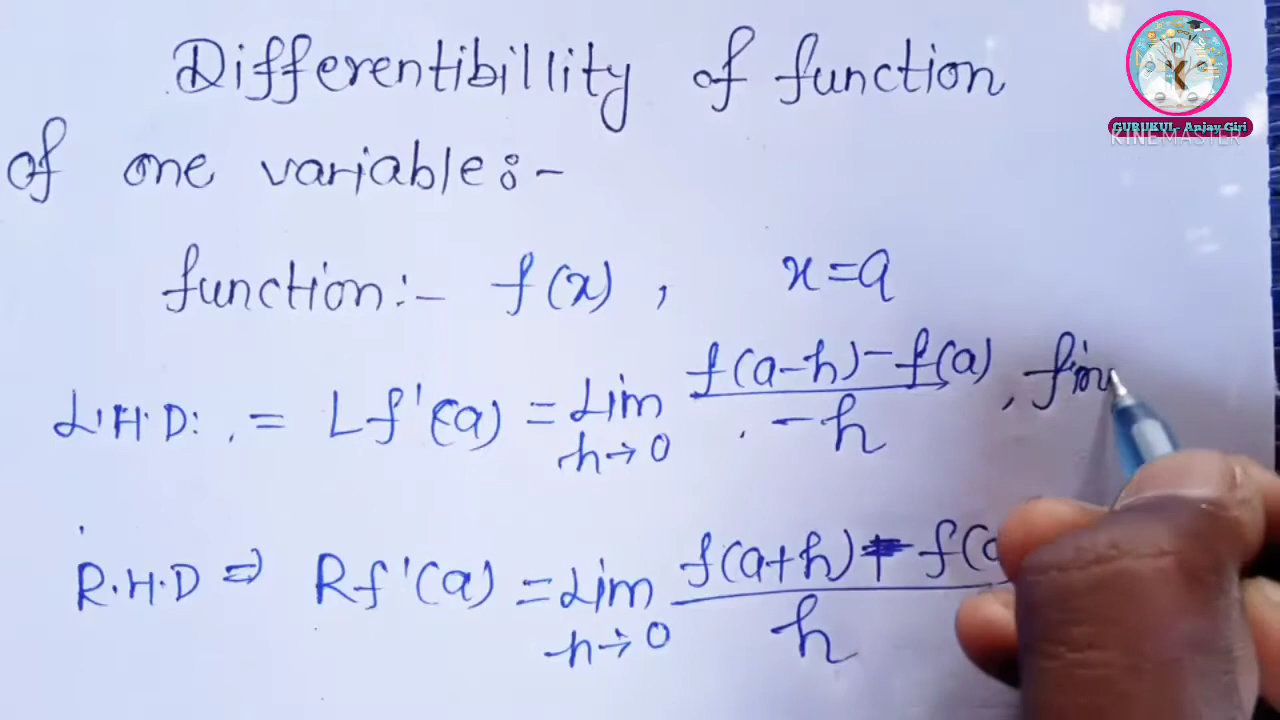 Differentibillity of function
of one variable:-
function:- f(x) , x=a
L.H.D. = Lf'(a) = Lim h→0 f(a-h)-f(a) / -h , fin
R.H.D ⇒ Rf'(a) = Lim h→0 f(a+h) - f(a / h
GURUKUL- Anjay Giri
KINEMASTER